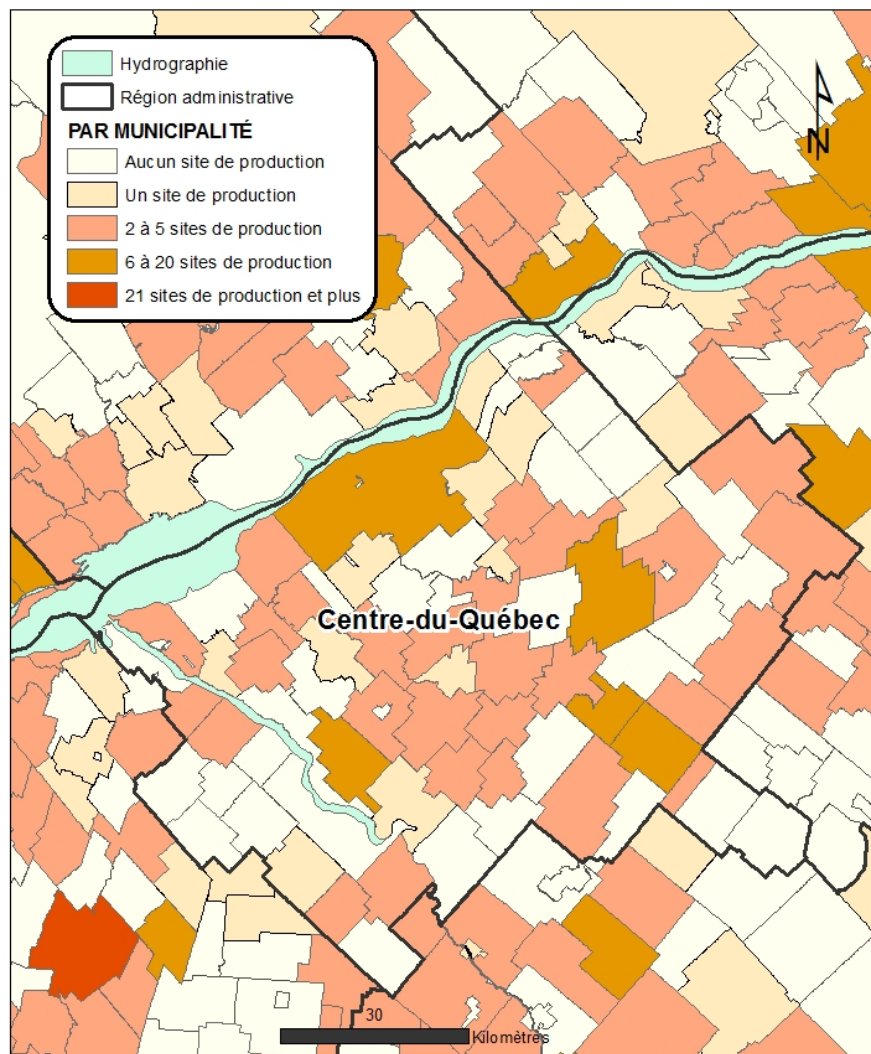 Hydrographie
Région administrative
PAR MUNICIPALITÉ
Aucun site de production
Un site de production
2 à 5 sites de production
6 à 20 sites de production
21 sites de production et plus
N
Centre-du-Québec
30
Kilomètres